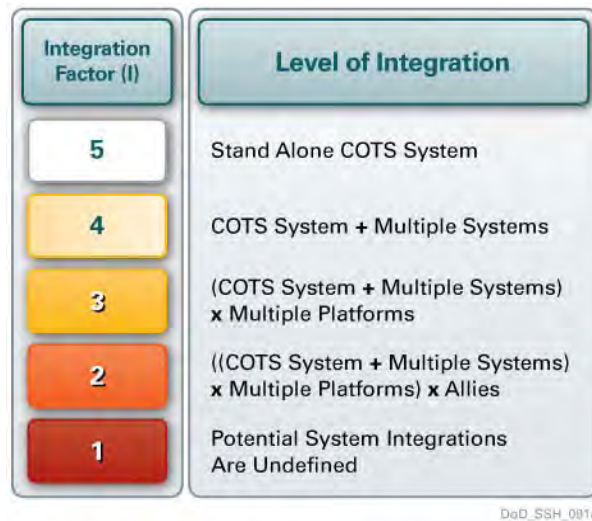 Integration
Factor (I)
Level of Integration
5
Stand Alone COTS System
4
COTS System + Multiple Systems
3
(COTS System + Multiple Systems)
x Multiple Platforms
2
((COTS System + Multiple Systems)
x Multiple Platforms) x Allies
1
Potential System Integrations
Are Undefined